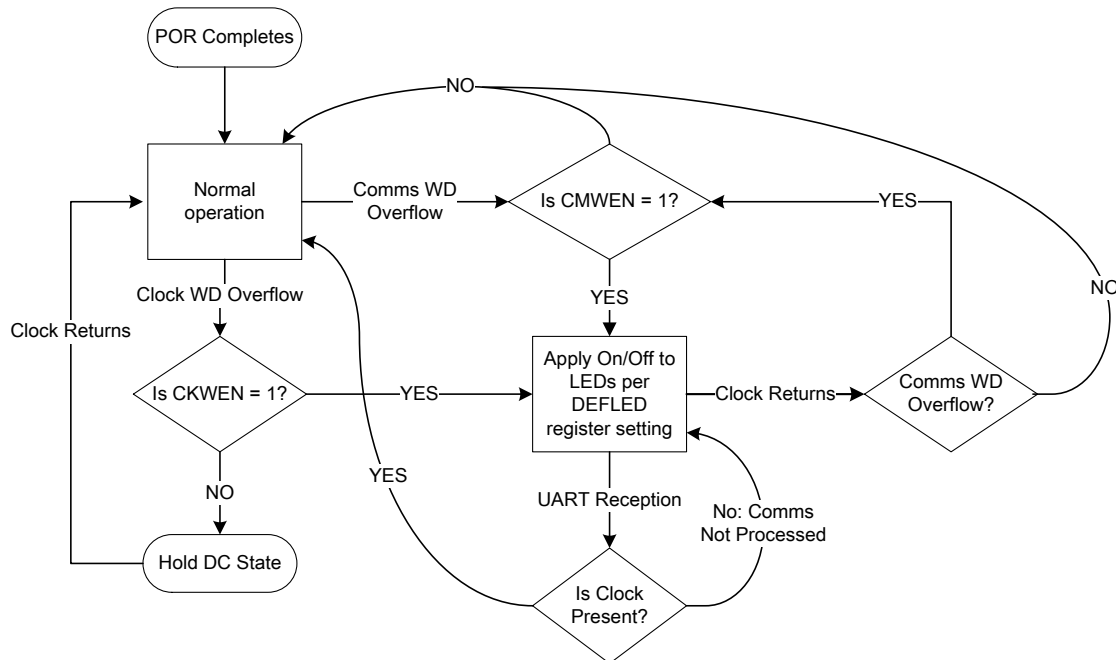 POR Completes
NO
Normal
operation
Comms WD
Overflow
Is CMWEN = 1?
YES
NO
Clock WD Overflow
YES
Clock Returns
Is CKWEN = 1?
YES
Apply On/Off to
LEDs per
DEFLED
register setting
Clock Returns
Comms WD
Overflow?
YES
NO
UART Reception
No: Comms
Not Processed
Hold DC State
Is Clock
Present?